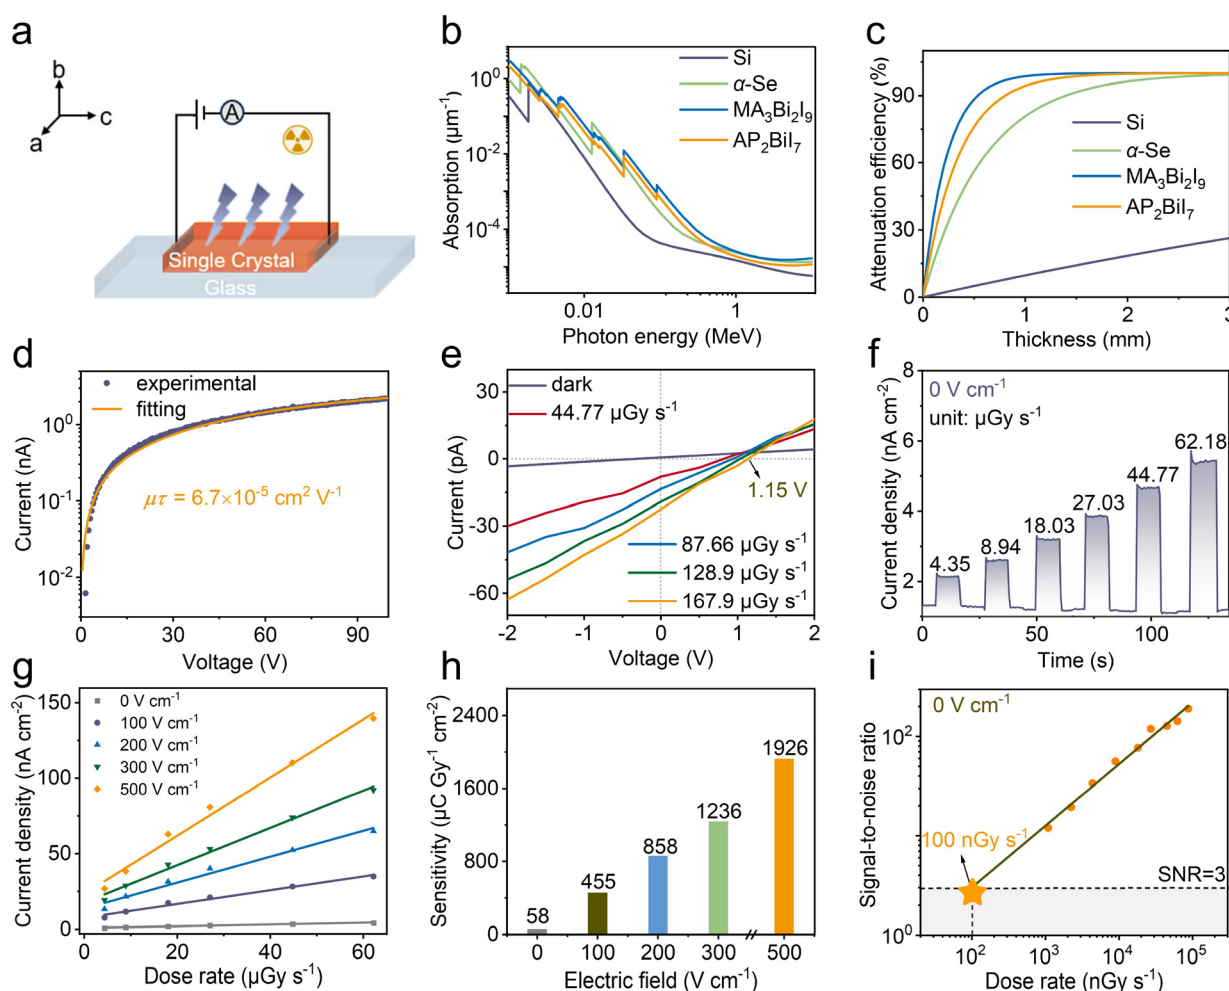 a
b
c
a
A
Single Crystal
Glass
b
Absorption (µm⁻¹)
10⁰
10⁻²
10⁻⁴
Si
α-Se
MA₃Bi₂I₉
AP₂BiI₇
0.01
1
Photon energy (MeV)
c
Attenuation efficiency (%)
90
60
30
0
Si
α-Se
MA₃Bi₂I₉
AP₂BiI₇
0
1
2
3
Thickness (mm)
d
Current (nA)
10⁰
10⁻¹
10⁻²
experimental
fitting
μτ = 6.7×10⁻⁵ cm² V⁻¹
0
30
60
90
Voltage (V)
e
Current (pA)
30
0
-30
-60
dark
44.77 µGy s⁻¹
1.15 V
87.66 µGy s⁻¹
128.9 µGy s⁻¹
167.9 µGy s⁻¹
-2
-1
0
1
2
Voltage (V)
f
Current density (nA cm⁻²)
8
6
4
2
0 V cm⁻¹
unit: µGy s⁻¹
4.35
8.94
18.03
27.03
44.77
62.18
0
50
100
Time (s)
g
Current density (nA cm⁻²)
150
100
50
0
0 V cm⁻¹
100 V cm⁻¹
200 V cm⁻¹
300 V cm⁻¹
500 V cm⁻¹
0
20
40
60
Dose rate (µGy s⁻¹)
h
Sensitivity (µC Gy⁻¹ cm⁻²)
2400
1600
800
0
58
455
858
1236
1926
0
100
200
300
500
Electric field (V cm⁻¹)
i
Signal-to-noise ratio
10²
10¹
10⁰
0 V cm⁻¹
100 nGy s⁻¹
SNR=3
10²
10³
10⁴
10⁵
Dose rate (nGy s⁻¹)